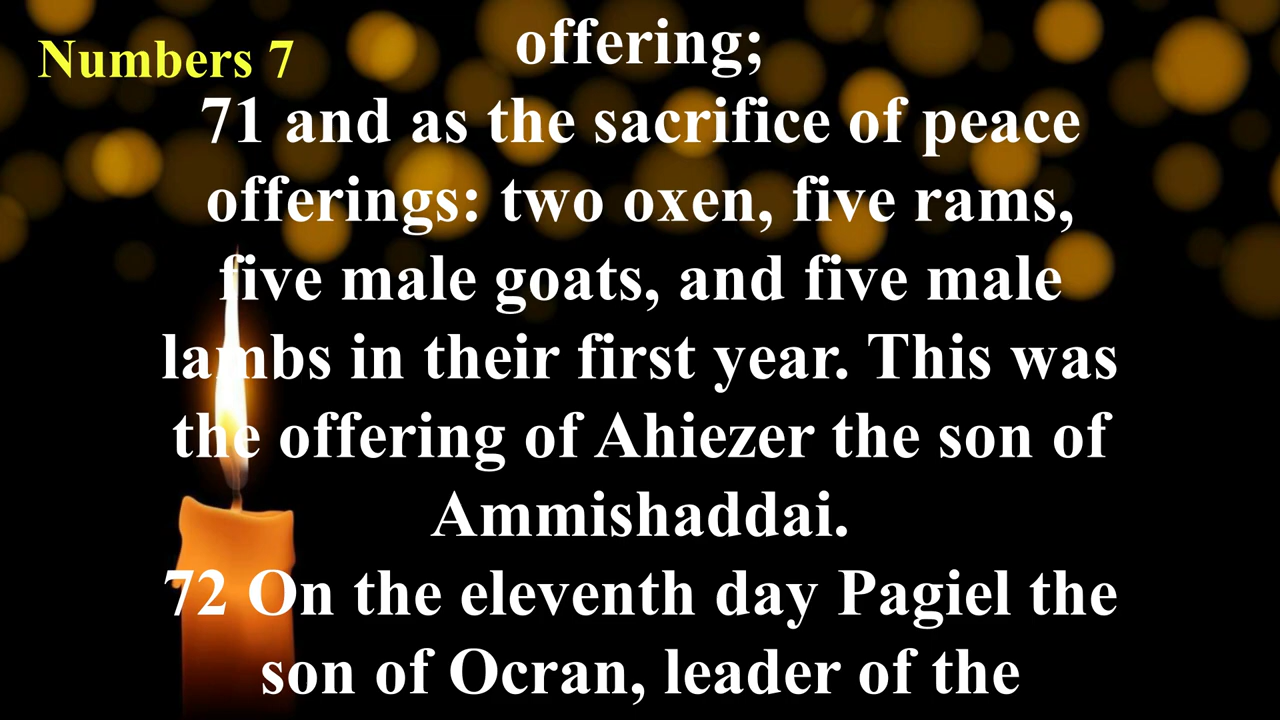 Numbers 7
offering;
71 and as the sacrifice of peace
offerings: two oxen, five rams,
five male goats, and five male
lambs in their first year. This was
the offering of Ahiezer the son of
Ammishaddai.
72 On the eleventh day Pagiel the
son of Ocran, leader of the